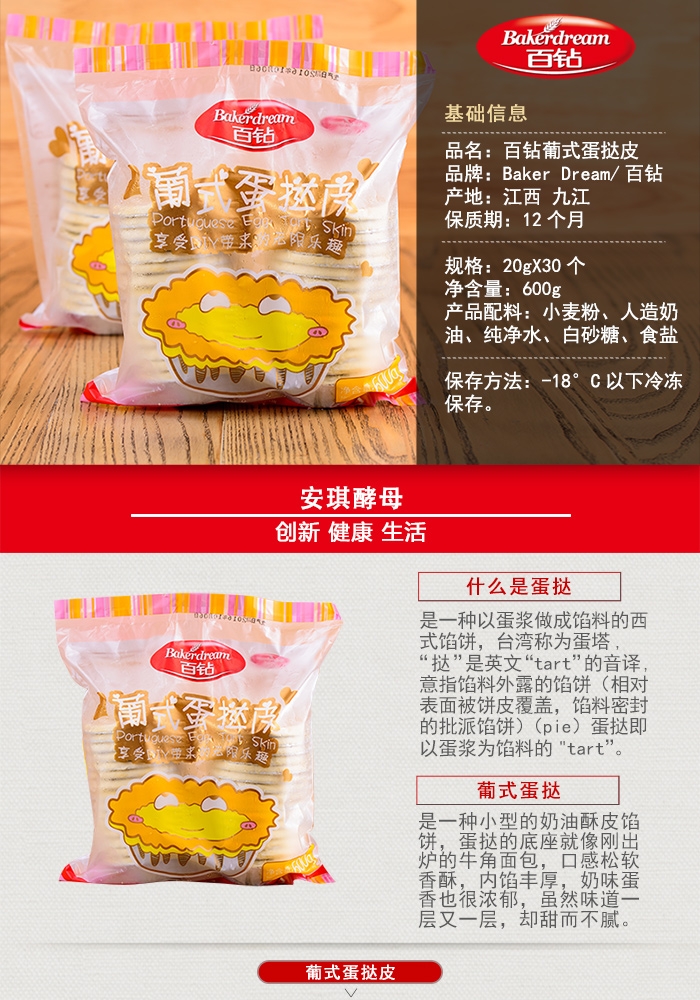 Bakerdream
百钻
基础信息
品名：百钻葡式蛋挞皮
品牌：Baker Dream/百钻
产地：江西 九江
保质期：12个月
规格：20gX30个
净含量：600g
产品配料：小麦粉、人造奶
油、纯净水、白砂糖、食盐
保存方法：-18°C以下冷冻
保存。
Bakerdream
百钻
葡式蛋挞皮
Portuguese Egg Tart Skin
600g
安琪酵母
创新 健康 生活
什么是蛋挞
是一种以蛋浆做成馅料的西
式馅饼，台湾称为蛋塔，
“挞”是英文“tart”的音译，
意指馅料外露的馅饼（相对
表面被饼皮覆盖，馅料密封
的批派馅饼）（pie）蛋挞即
以蛋浆为馅料的 "tart”。
Bakerdream
百钻
葡式蛋挞皮
Portuguese Egg Tart Skin
葡式蛋挞
是一种小型的奶油酥皮馅
饼，蛋挞的底座就像刚出
炉的牛角面包，口感松软
香酥，内馅丰厚，奶味蛋
香也很浓郁，虽然味道一
层又一层，却甜而不腻。
葡式蛋挞皮